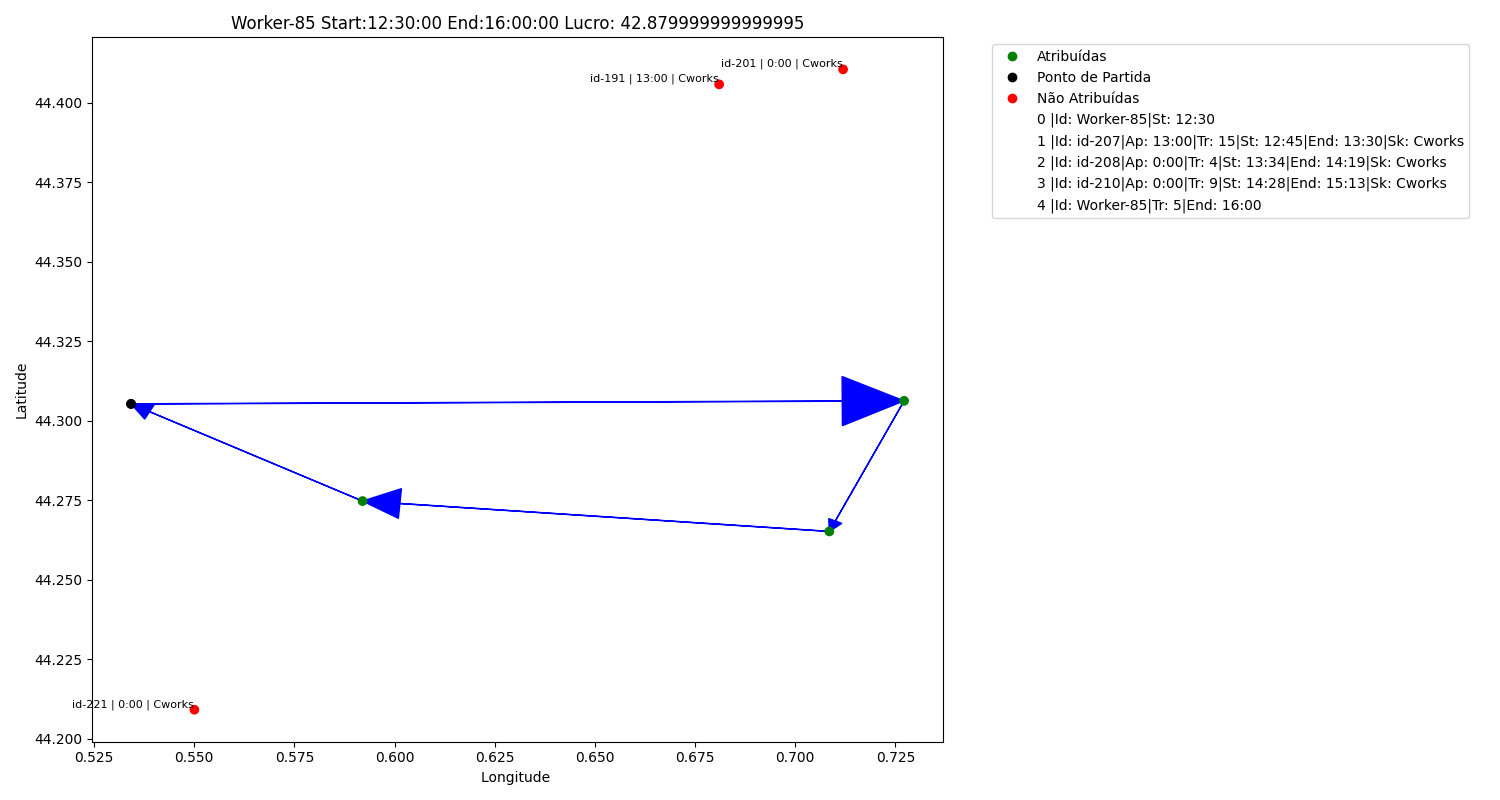 Worker-85 Start:12:30:00 End:16:00:00 Lucro: 42.879999999999995
id-201 | 0:00 | Cworks
id-191 | 13:00 | Cworks
id-221 | 0:00 | Cworks
44.400
44.375
44.350
44.325
44.300
44.275
44.250
44.225
44.200
Latitude
0.525 0.550 0.575 0.600 0.625 0.650 0.675 0.700 0.725
Longitude
Atribuídas
Ponto de Partida
Não Atribuídas
0 |Id: Worker-85|St: 12:30
1 |Id: id-207|Ap: 13:00|Tr: 15|St: 12:45|End: 13:30|Sk: Cworks
2 |Id: id-208|Ap: 0:00|Tr: 4|St: 13:34|End: 14:19|Sk: Cworks
3 |Id: id-210|Ap: 0:00|Tr: 9|St: 14:28|End: 15:13|Sk: Cworks
4 |Id: Worker-85|Tr: 5|End: 16:00